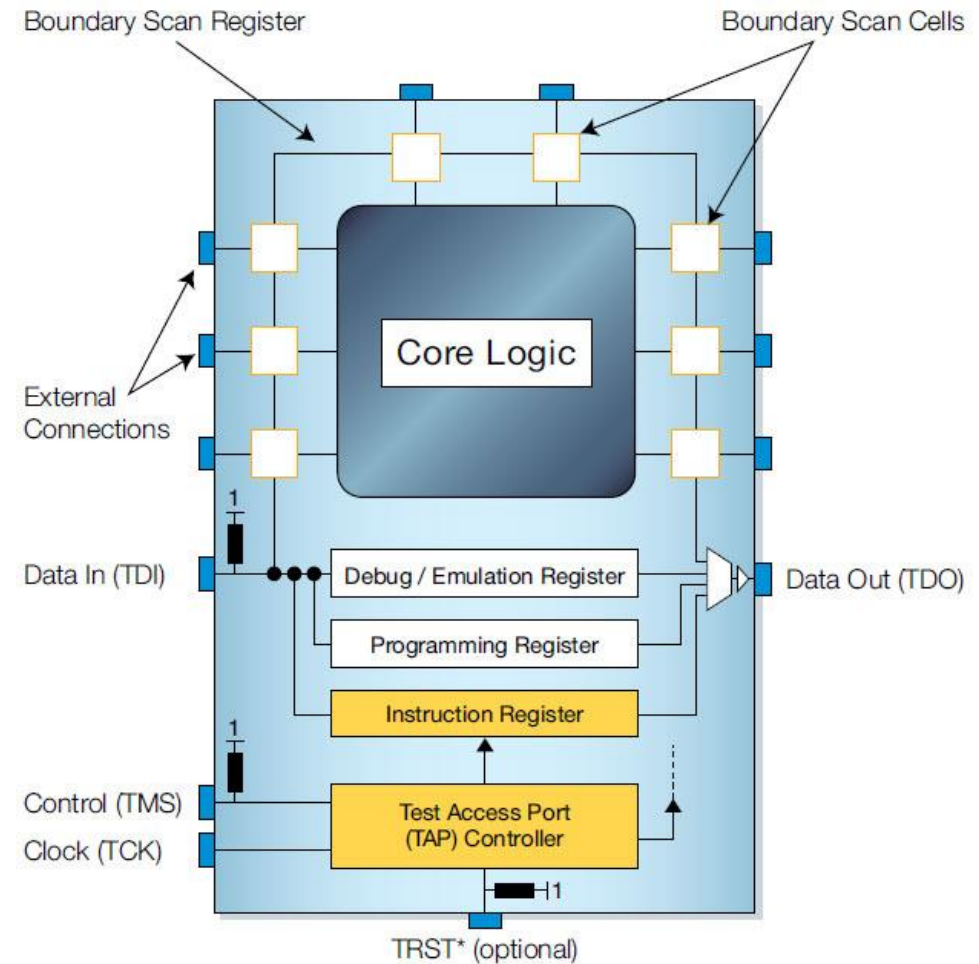 Boundary Scan Register
Boundary Scan Cells
Core Logic
External
Connections
1
Data In (TDI)
Debug / Emulation Register
Data Out (TDO)
Programming Register
Instruction Register
1
Control (TMS)
Test Access Port
(TAP) Controller
Clock (TCK)
1
TRST* (optional)